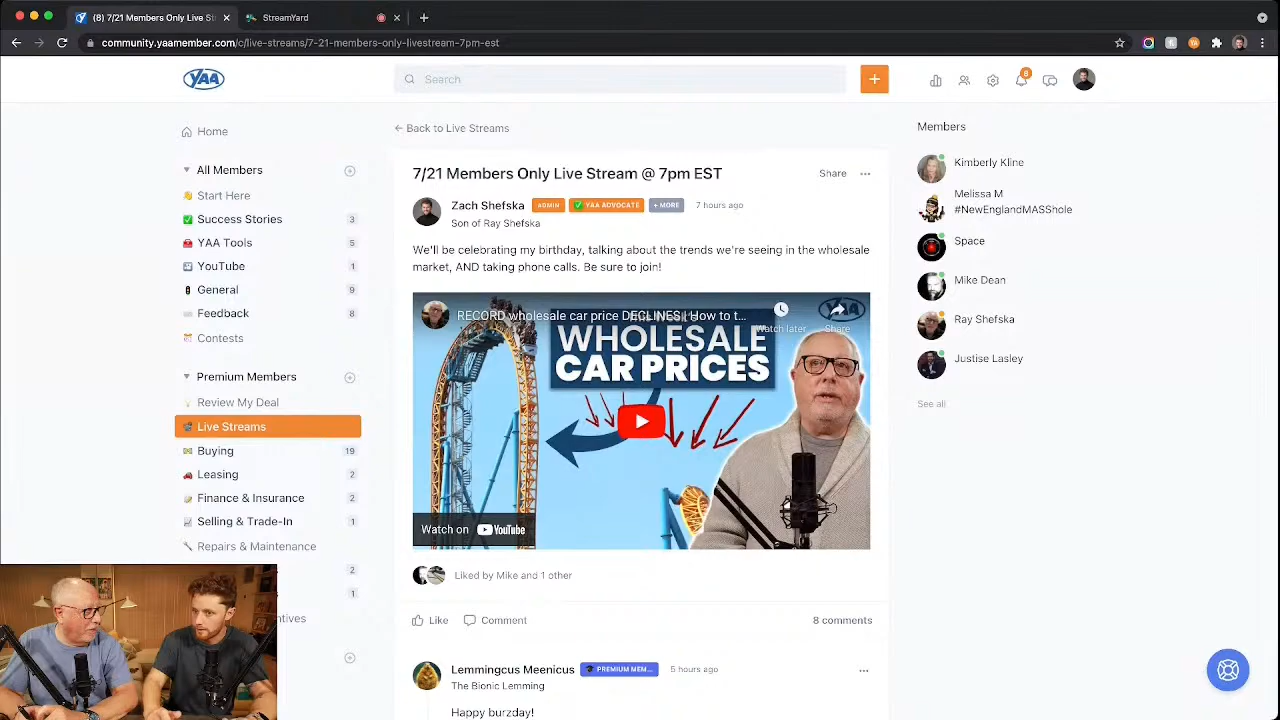 (8) 7/21 Members Only Live Str
StreamYard
community.yaamember.com/c/live-streams/7-21-members-only-livestream-7pm-est
YAA
Search
6
Home
All Members
Start Here
Success Stories 3
YAA Tools 5
YouTube 1
General 9
Feedback 8
Contests
Premium Members
Review My Deal
Live Streams
Buying 19
Leasing 2
Finance & Insurance 2
Selling & Trade-In 1
Repairs & Maintenance
2
1
ntives
Back to Live Streams
7/21 Members Only Live Stream @ 7pm EST
Share
Zach Shefska ADMIN YAA ADVOCATE + MORE 7 hours ago
Son of Ray Shefska
We'll be celebrating my birthday, talking about the trends we're seeing in the wholesale
market, AND taking phone calls. Be sure to join!
RECORD wholesale car price DECLINES | How to t...
Watch later
Share
YAA
WHOLESALE
CAR PRICES
Watch on YouTube
Liked by Mike and 1 other
Like
Comment
8 comments
Lemmingcus Meenicus PREMIUM MEM... 5 hours ago
The Bionic Lemming
Happy burzday!
Members
Kimberly Kline
Melissa M
#NewEnglandMASShole
Space
Mike Dean
Ray Shefska
Justise Lasley
See all